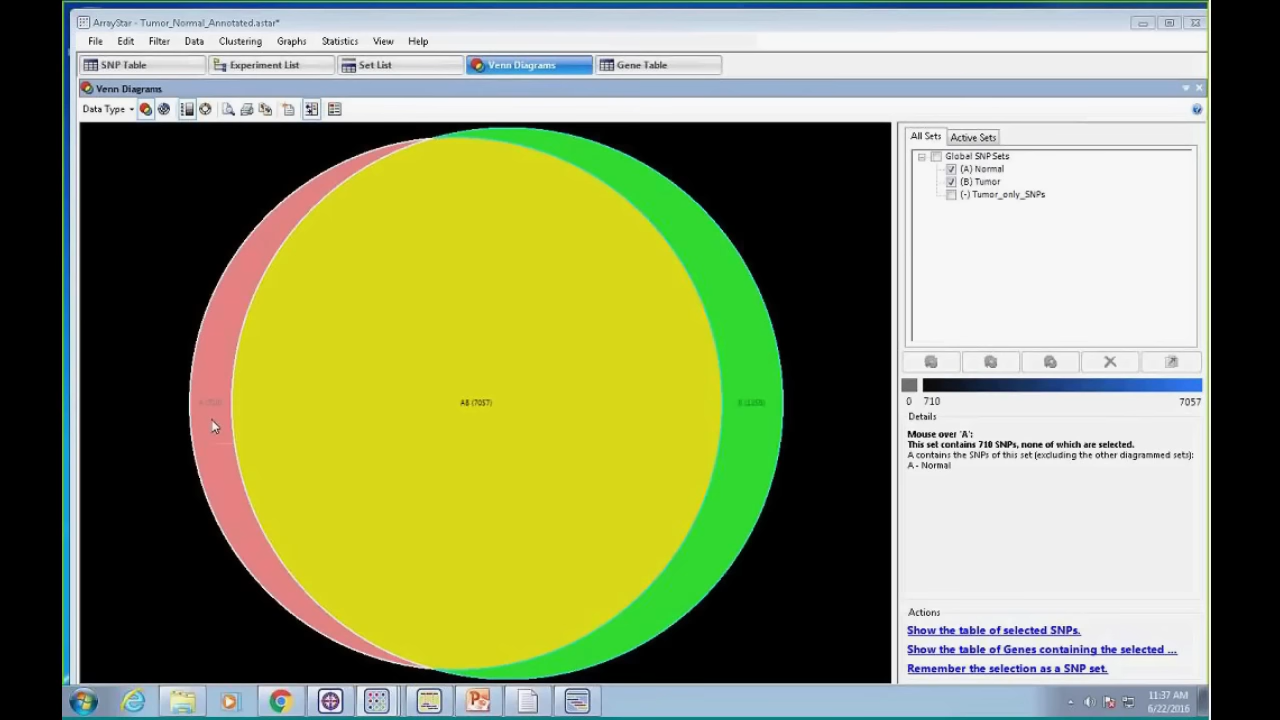 ArrayStar - Tumor_Normal_Annotated.astar*
File Edit Filter Data Clustering Graphs Statistics View Help
SNP Table Experiment List Set List Venn Diagrams Gene Table
Venn Diagrams
Data Type
All Sets Active Sets
Global SNP Sets
(A) Normal
(B) Tumor
(-) Tumor_only_SNPs
AB (7057)
0 710 7057
Details
Mouse over 'A':
This set contains 710 SNPs, none of which are selected.
A contains the SNPs of this set (excluding the other diagrammed sets):
A - Normal
Actions
Show the table of selected SNPs.
Show the table of Genes containing the selected ...
Remember the selection as a SNP set.
11:37 AM
6/22/2016